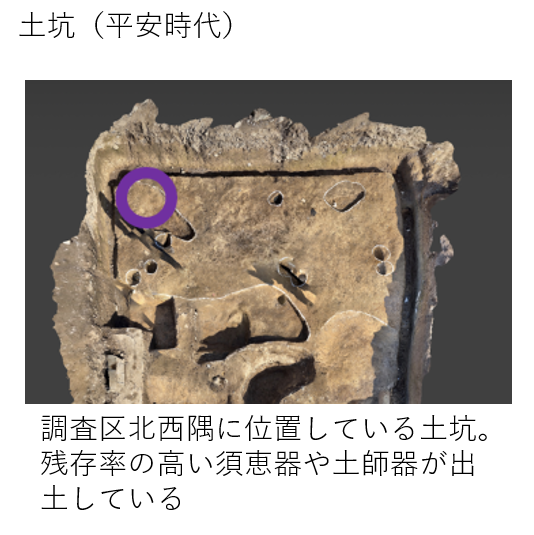 土坑（平安時代）
調査区北西隅に位置している土坑。
残存率の高い須恵器や土師器が出
土している